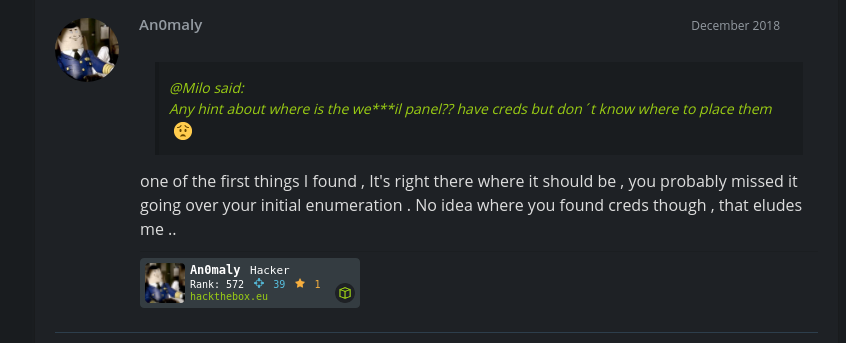 An0maly
December 2018
@Milo said:
Any hint about where is the we***il panel?? have creds but don´t know where to place them
one of the first things I found , It's right there where it should be , you probably missed it
going over your initial enumeration . No idea where you found creds though , that eludes
me ..
An0maly Hacker
Rank: 572 39 1
hackthebox.eu